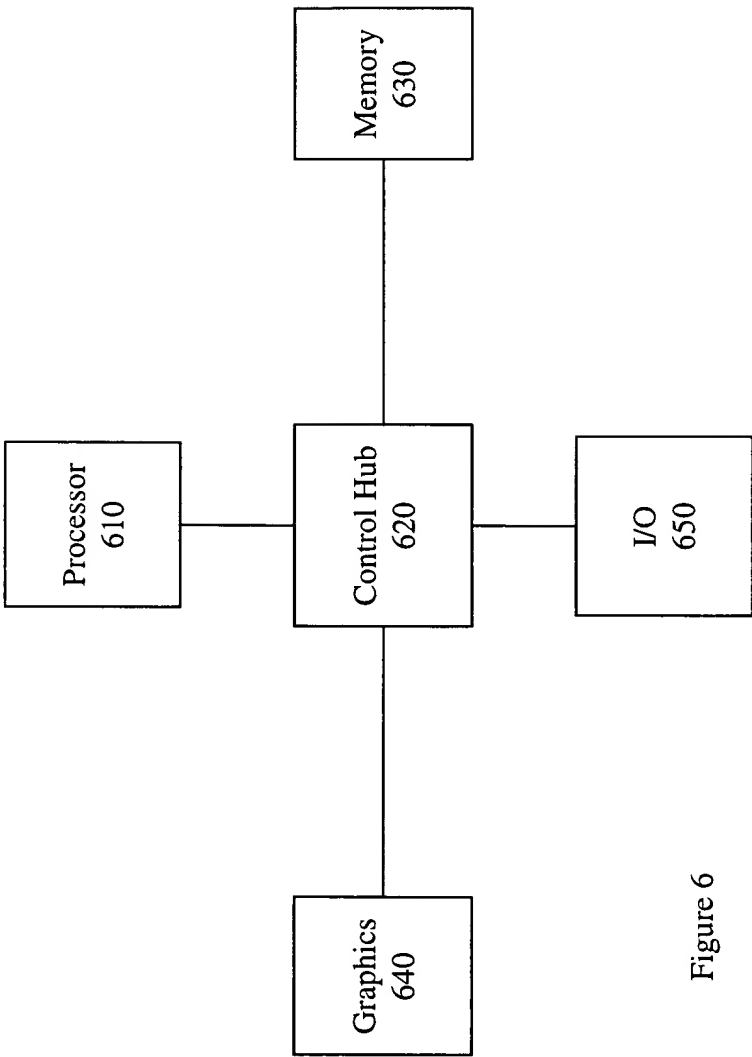 Processor
610
Graphics
640
Control Hub
620
Memory
630
I/O
650
Figure 6